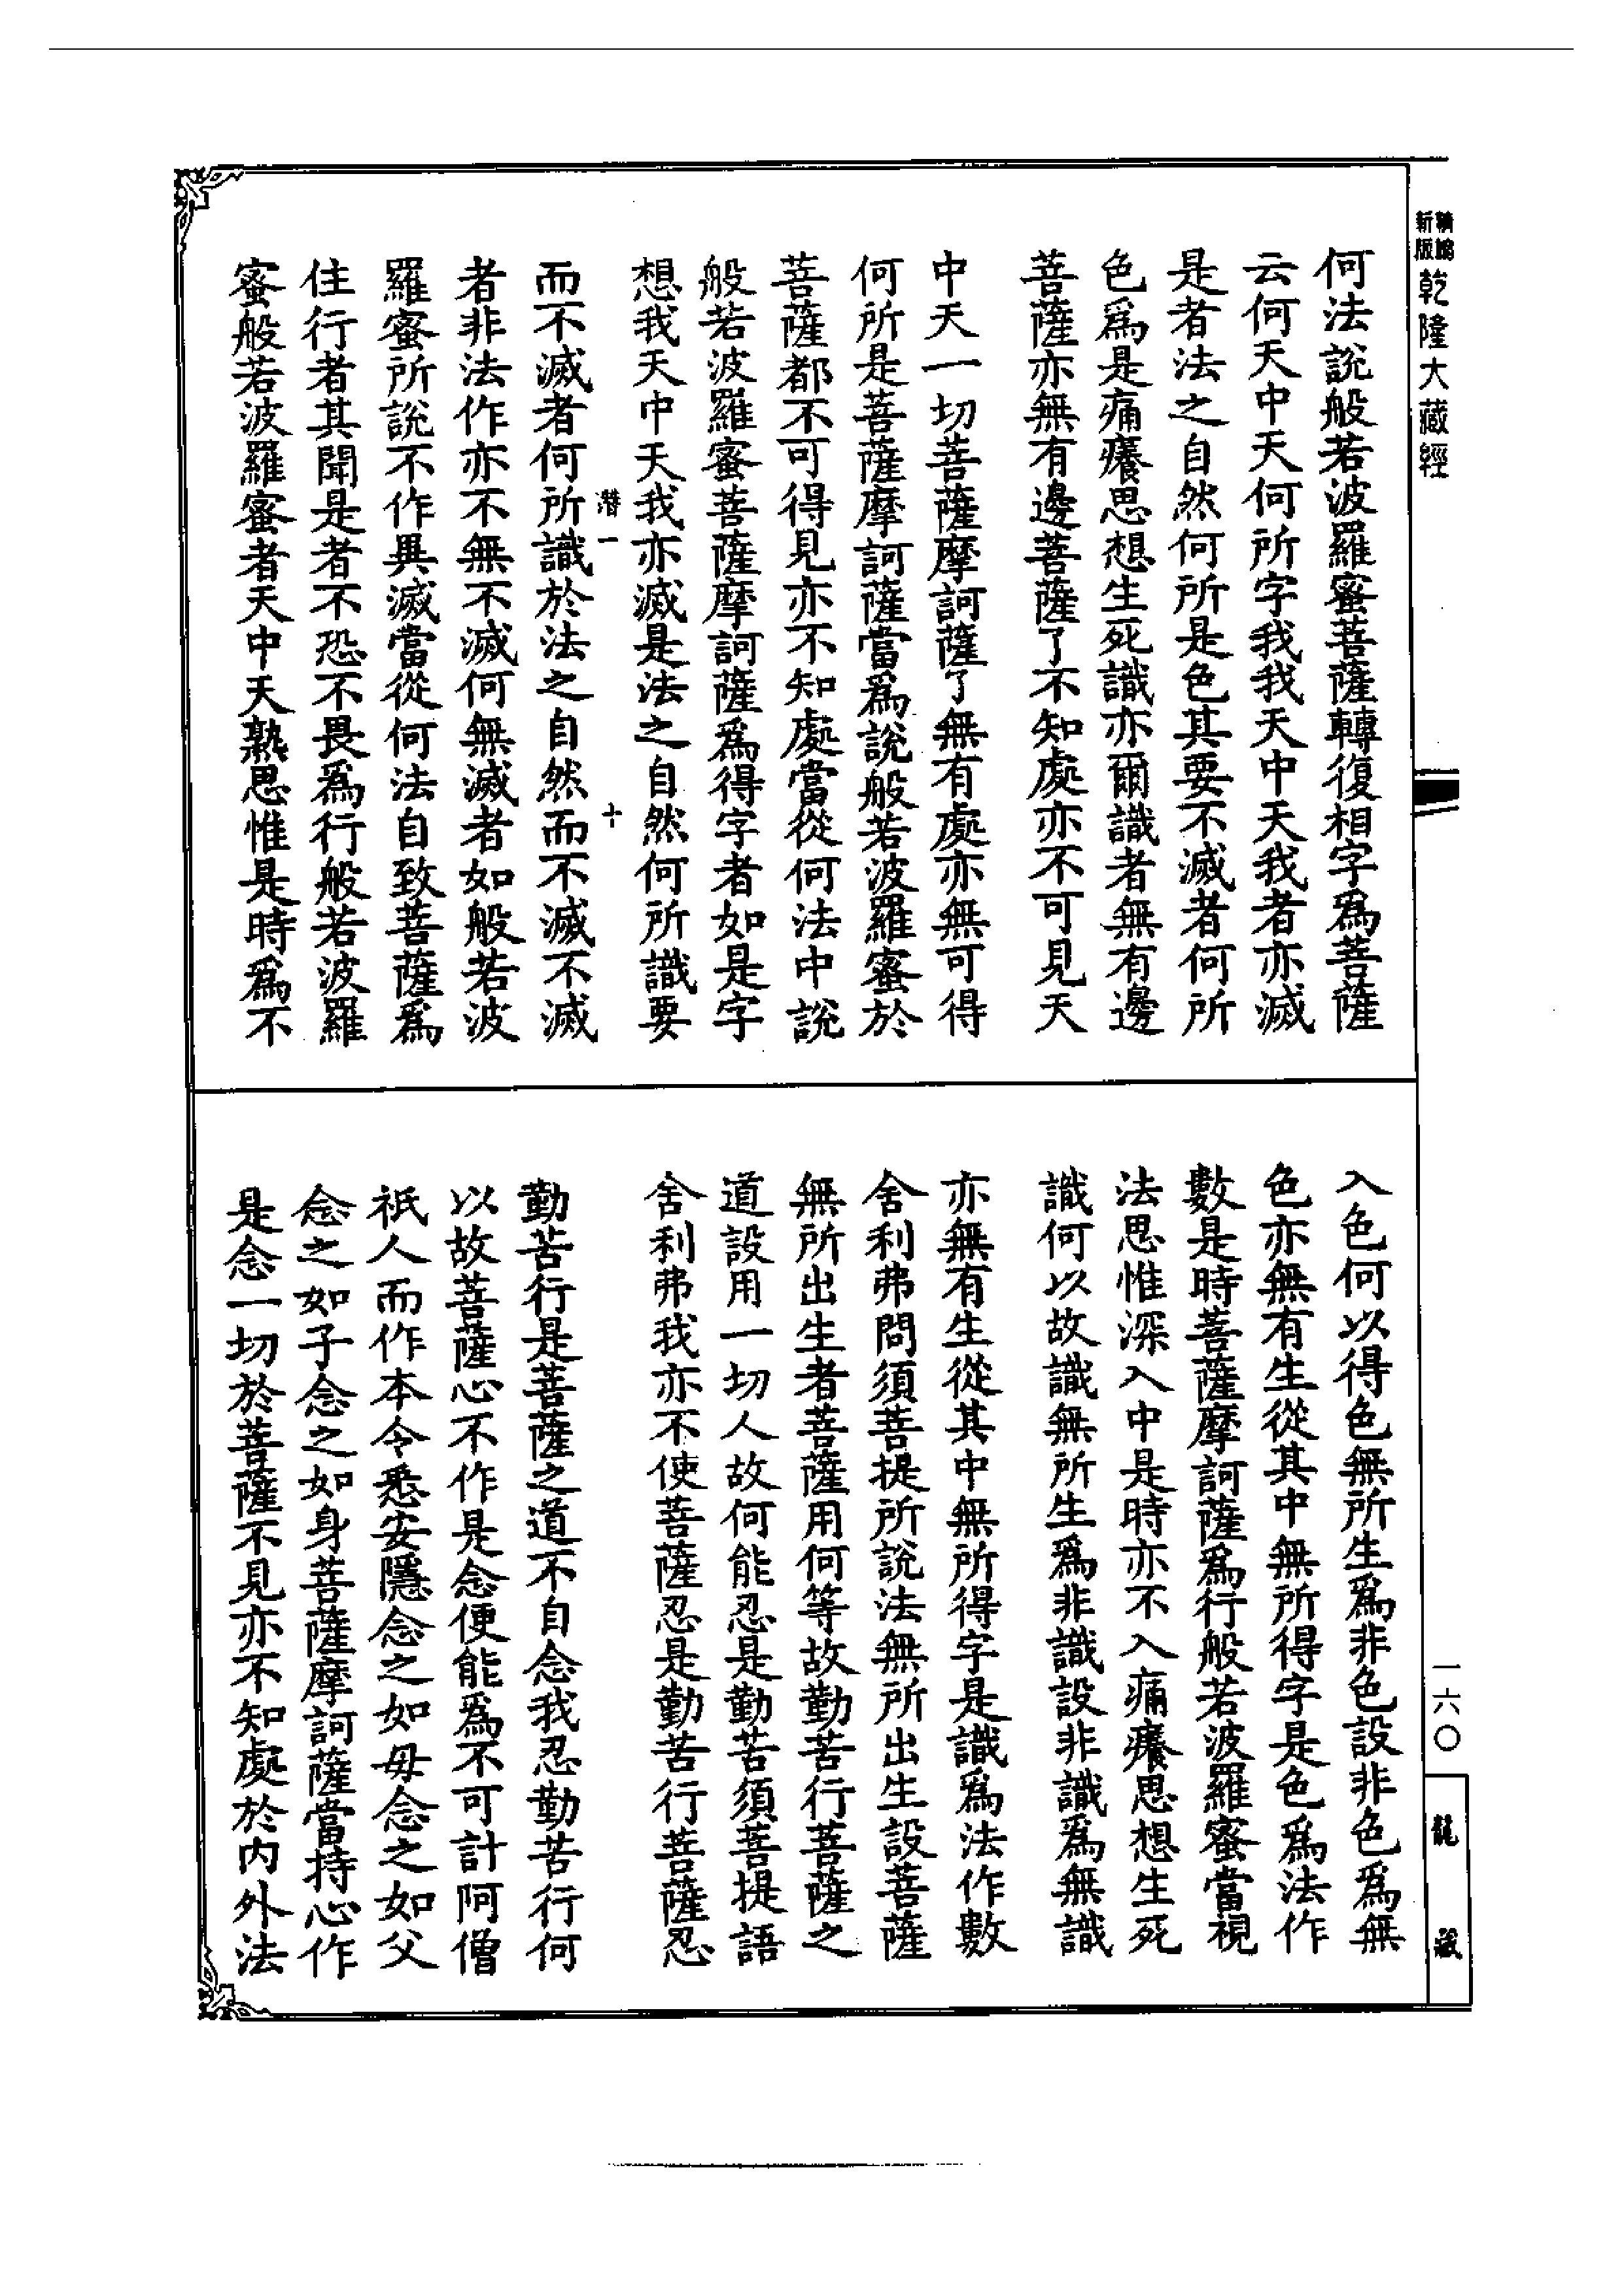 精鐫新版乾隆大藏經
何法說般若波羅蜜菩薩轉復相字爲菩薩
云何天中天何所字我我天中天我者亦滅
是者法之自然何所是色其要不滅者何所
色爲是痛癢思想生死識亦爾識者無有邊
菩薩亦無有邊菩薩了不知處亦不可見天
中天一切菩薩摩訶薩了無有處亦無可得
何所是菩薩摩訶薩當爲說般若波羅蜜於
菩薩都不可得見亦不知處當從何法中說
般若波羅蜜菩薩摩訶薩爲得字者如是字
想我天中天我亦滅是法之自然何所識要
潜一 十
而不滅者何所識於法之自然而不滅不滅
者非法作亦不無不滅何無滅者如般若波
羅蜜所說不作異滅當從何法自致菩薩爲
住行者其聞是者不恐不畏爲行般若波羅
蜜般若波羅蜜者天中天熟思惟是時爲不
入色何以得色無所生爲非色設非色爲無
色亦無有生從其中無所得字是色爲法作
數是時菩薩摩訶薩爲行般若波羅蜜當視
法思惟深入中是時亦不入痛癢思想生死
識何以故識無所生爲非識設非識爲無識
亦無有生從其中無所得字是識爲法作數
舍利弗問須菩提所說法無所出生設菩薩
無所出生者菩薩用何等故勤苦行菩薩之
道設用一切人故何能忍是勤苦須菩提語
舍利弗我亦不使菩薩忍是勤苦行菩薩忍
勤苦行是菩薩之道不自念我忍勤苦行何
以故菩薩心不作是念便能爲不可計阿僧
祇人而作本令悉安隱念之如母念之如父
念之如子念之如身菩薩摩訶薩當持心作
是念一切於菩薩不見亦不知處於内外法
一六〇
龍藏